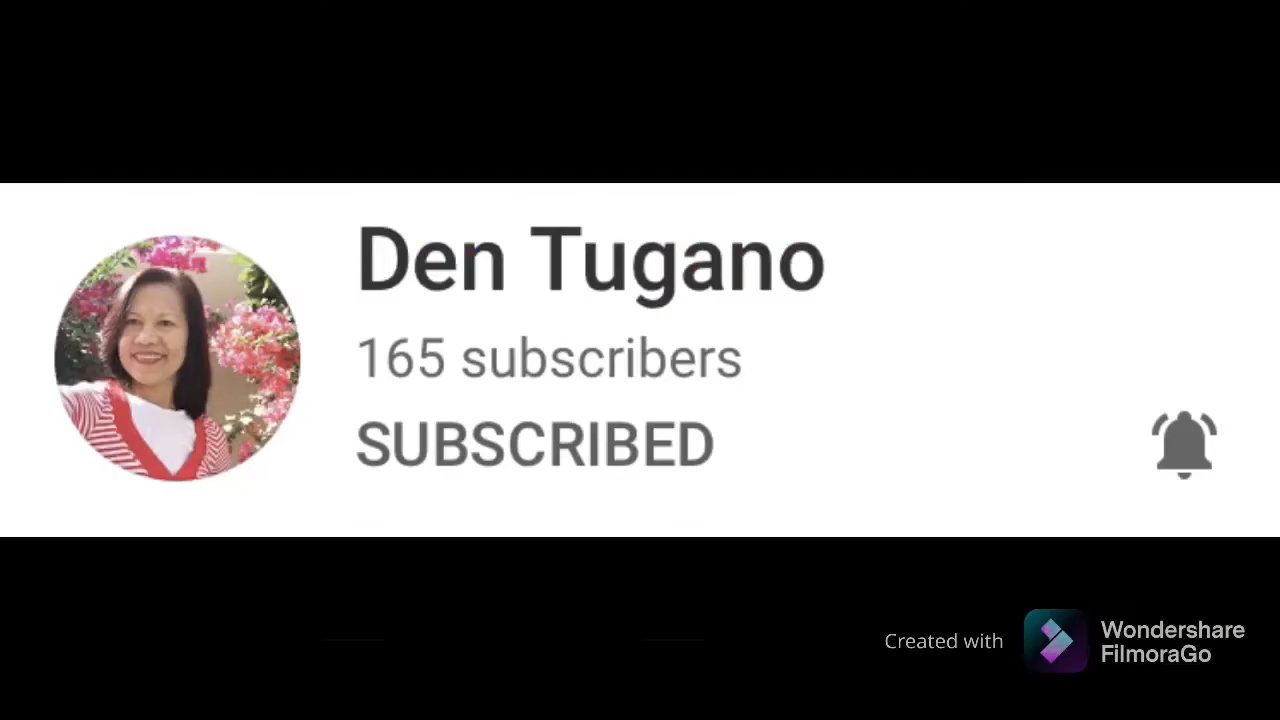 Den Tugano
165 subscribers
SUBSCRIBED
Created with
Wondershare
FilmoraGo